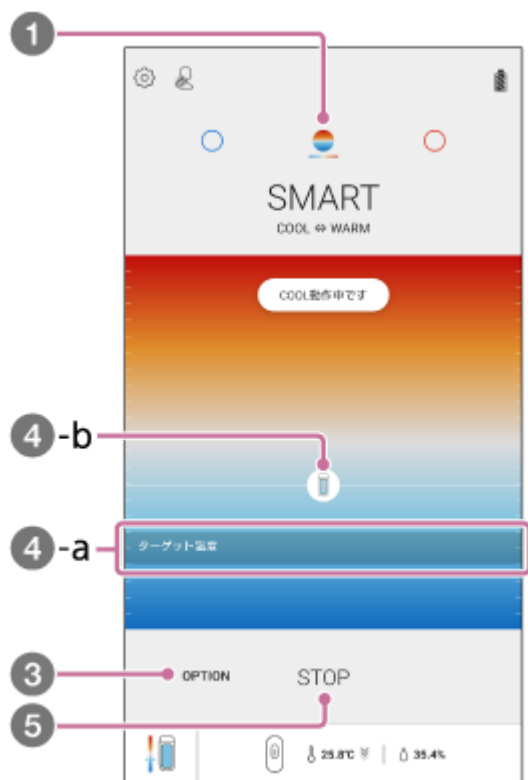 1
SMART
COOL ⇔ WARM
COOL動作中です
4 -b
4 -a
ターゲット温度
3
OPTION
STOP
5
25.8℃
35.4%